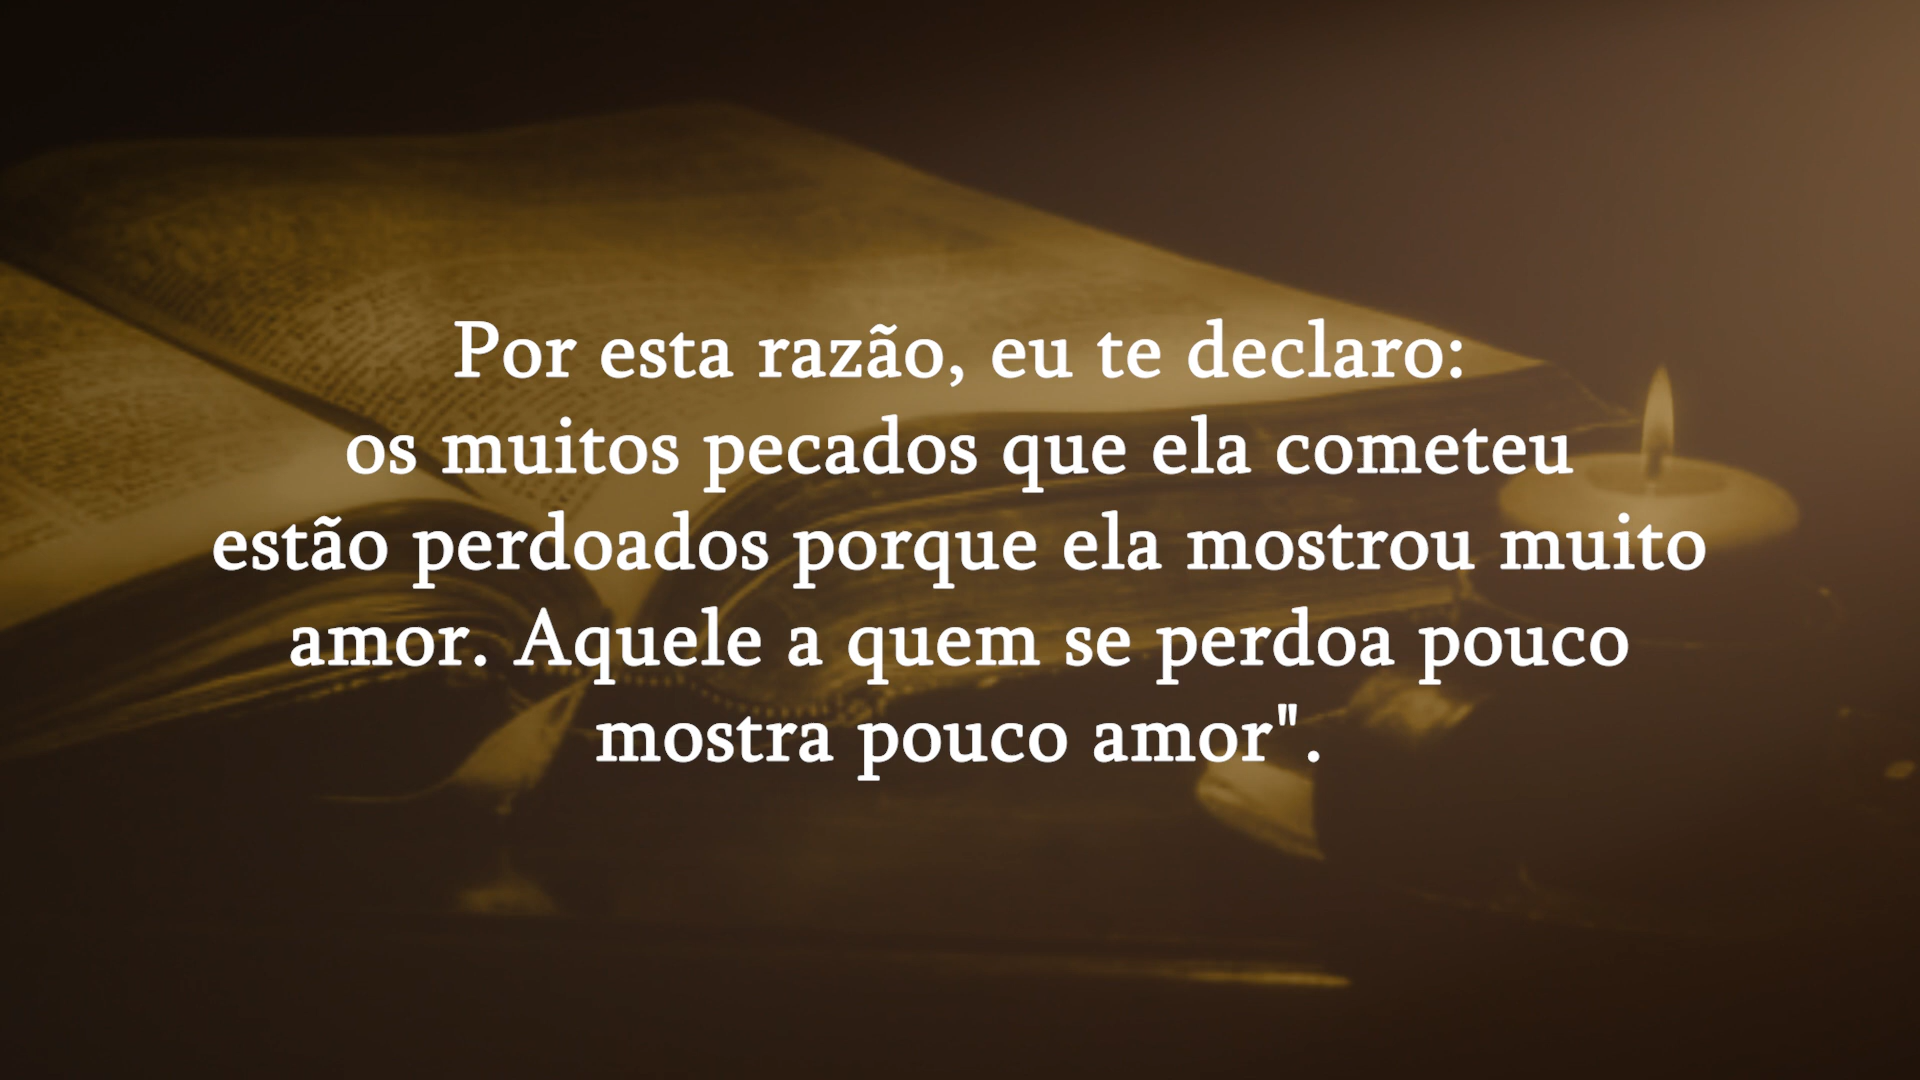 Por esta razão, eu te declaro:
os muitos pecados que ela cometeu
estão perdoados porque ela mostrou muito
amor. Aquele a quem se perdoa pouco
mostra pouco amor".